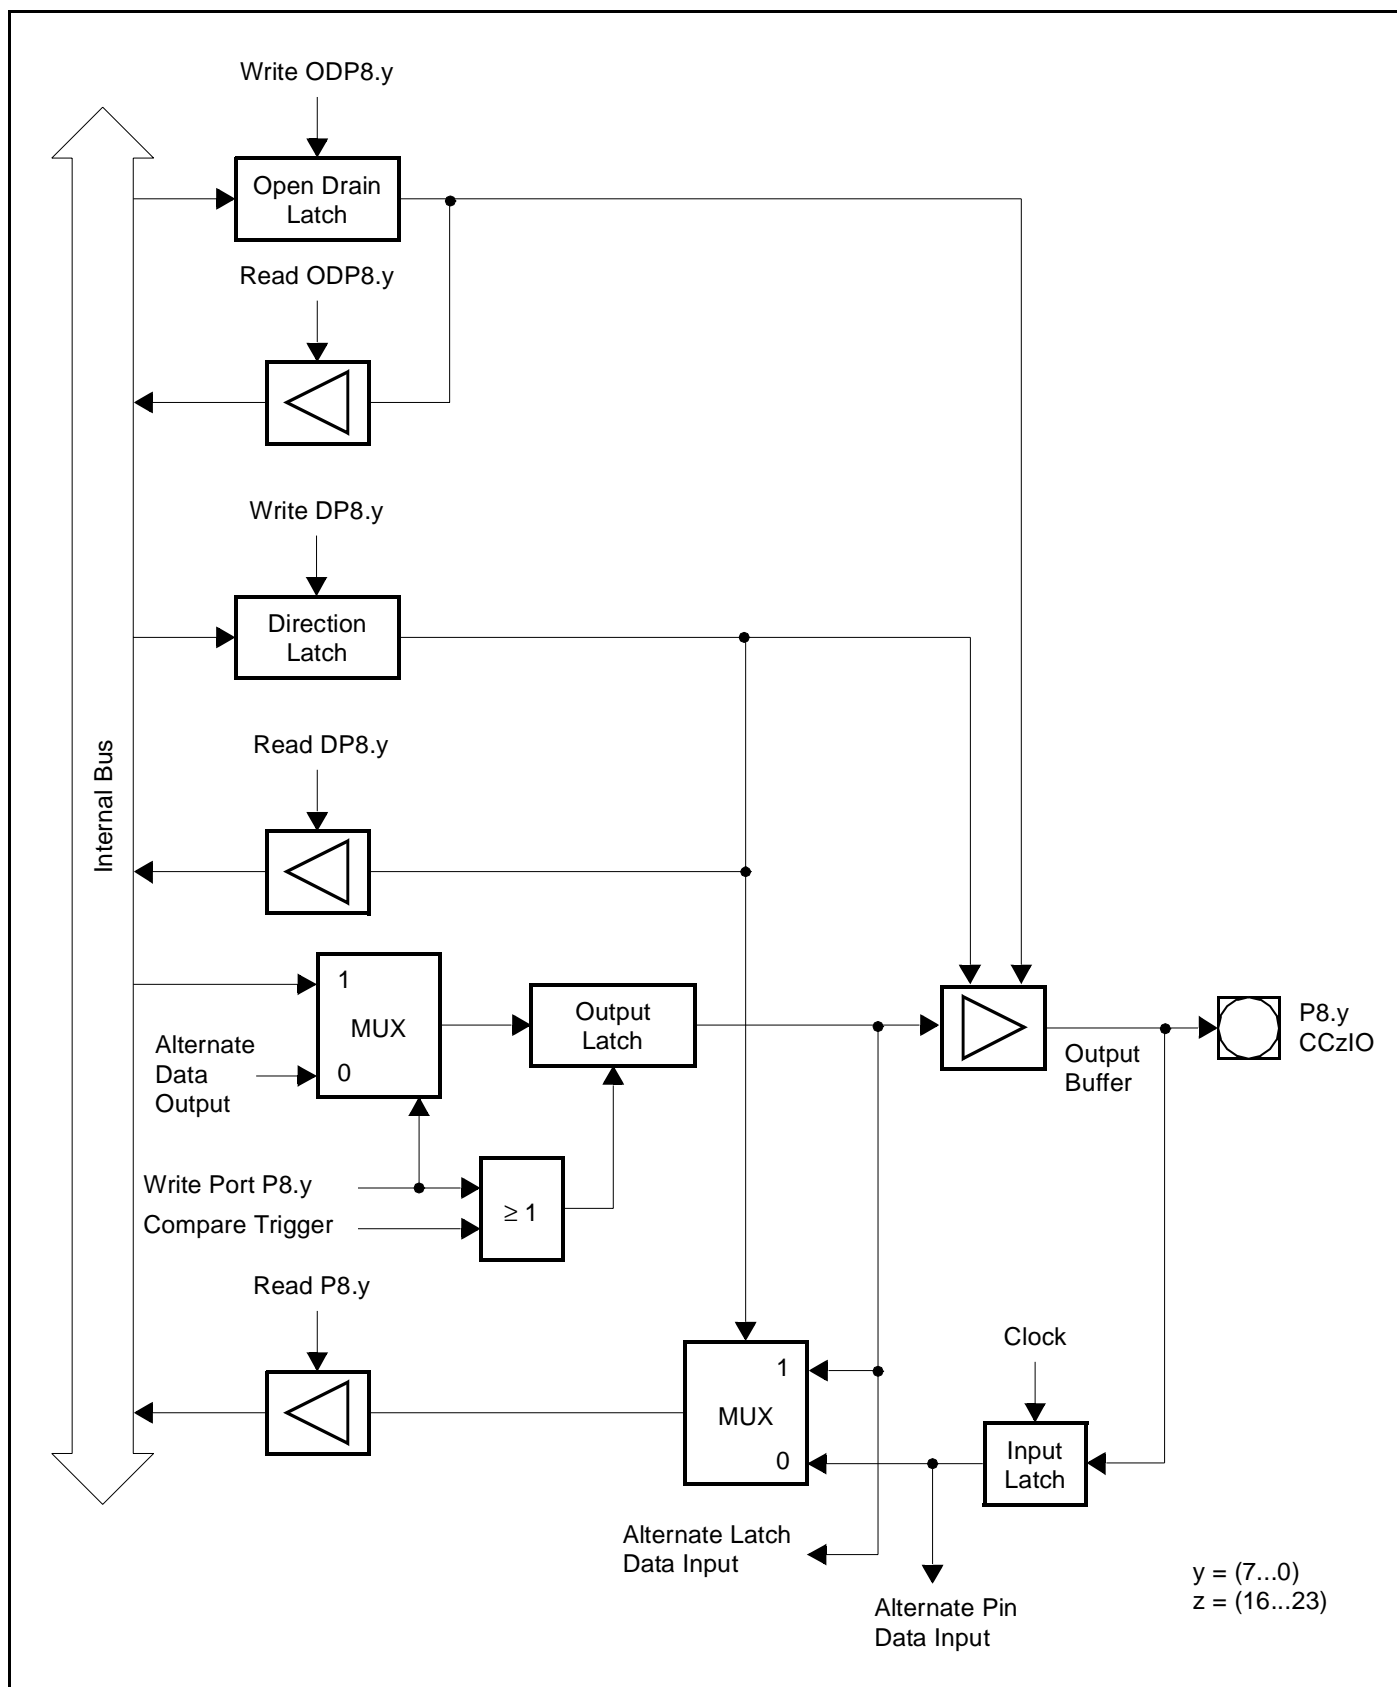 Write ODP8.y
Open Drain
Latch
Read ODP8.y
Write DP8.y
Direction
Latch
Read DP8.y
Internal Bus
1
MUX
0
Alternate
Data
Output
Output
Latch
Output
Buffer
P8.y
CCzIO
Write Port P8.y
Compare Trigger
≥ 1
Read P8.y
1
MUX
0
Clock
Input
Latch
Alternate Latch
Data Input
Alternate Pin
Data Input
y = (7...0)
z = (16...23)